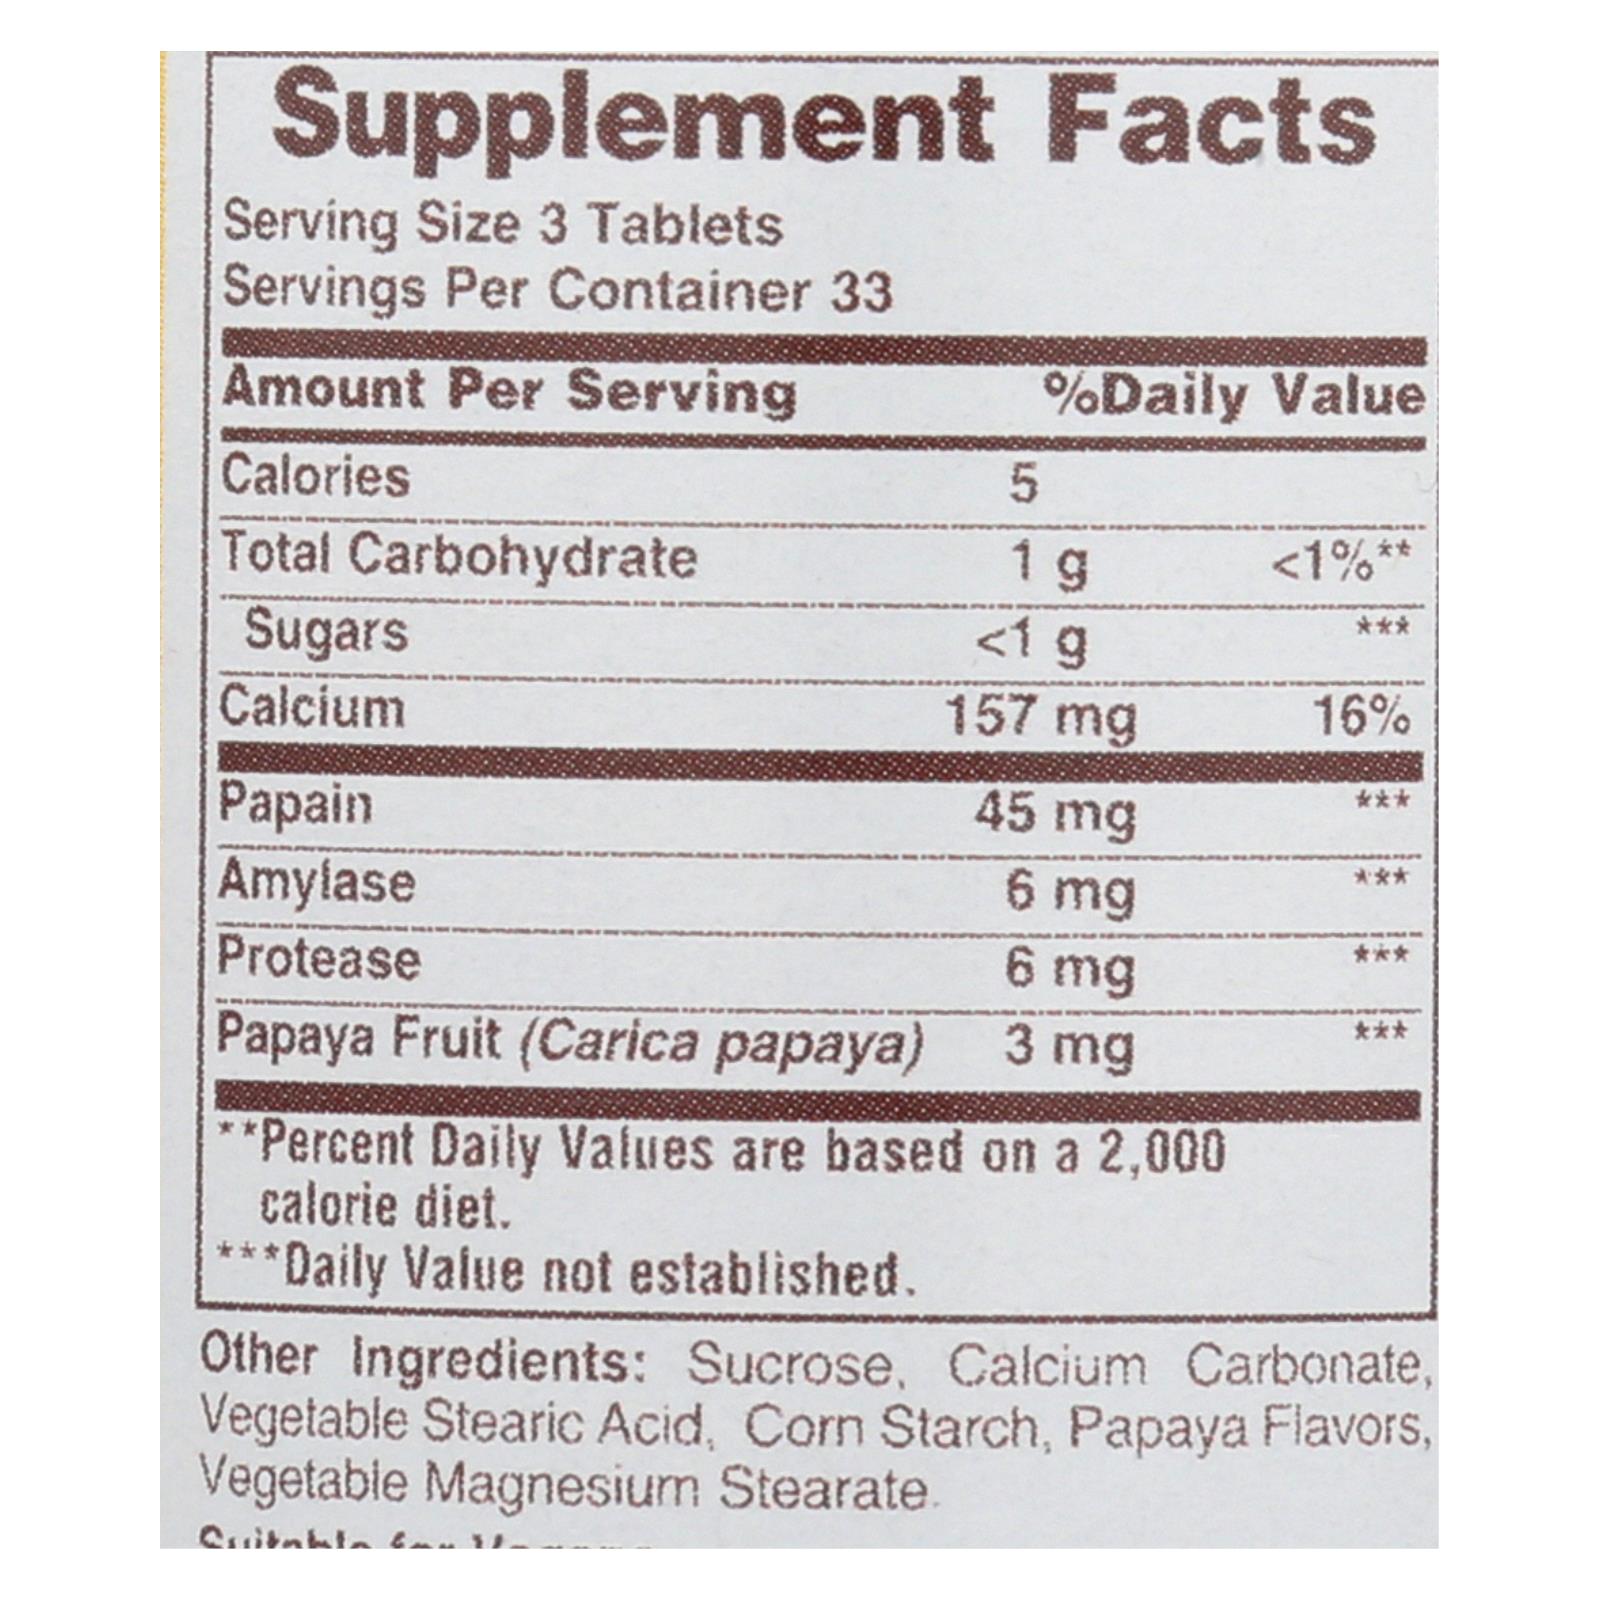 Supplement Facts
Serving Size 3 Tablets
Servings Per Container 33
Amount Per Serving %Daily Value
Calories 5
Total Carbohydrate 1 g <1%**
Sugars <1 g ***
Calcium 157 mg 16%
Papain 45 mg ***
Amylase 6 mg ***
Protease 6 mg ***
Papaya Fruit (Carica papaya) 3 mg ***
**Percent Daily Values are based on a 2,000
calorie diet.
***Daily Value not established.
Other Ingredients: Sucrose, Calcium Carbonate,
Vegetable Stearic Acid, Corn Starch, Papaya Flavors,
Vegetable Magnesium Stearate.
Suitable for